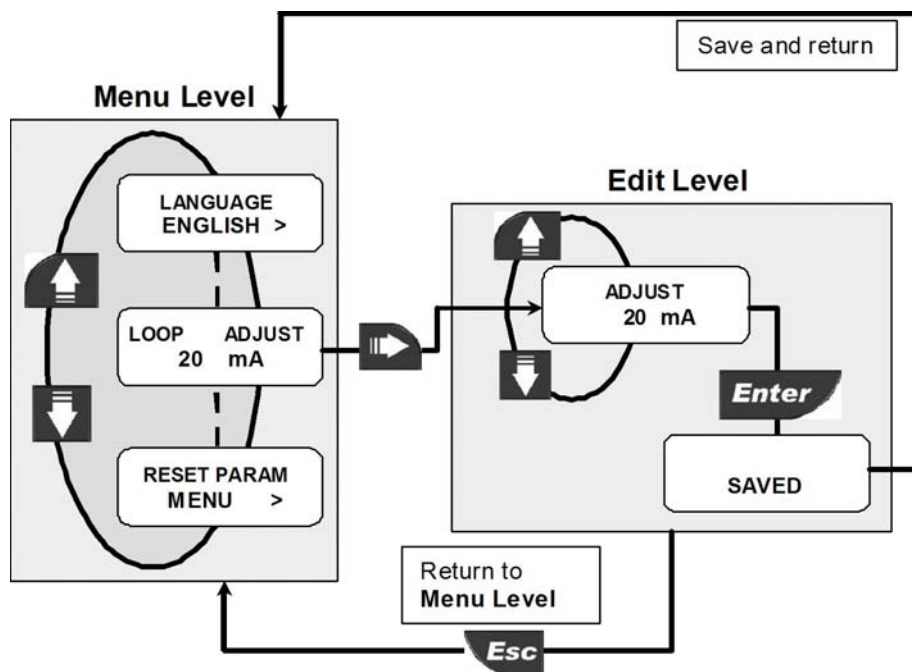 Save and return
Menu Level
LANGUAGE
ENGLISH >
LOOP ADJUST
20 mA
RESET PARAM
MENU >
Edit Level
ADJUST
20 mA
Enter
SAVED
Return to
Menu Level
Esc